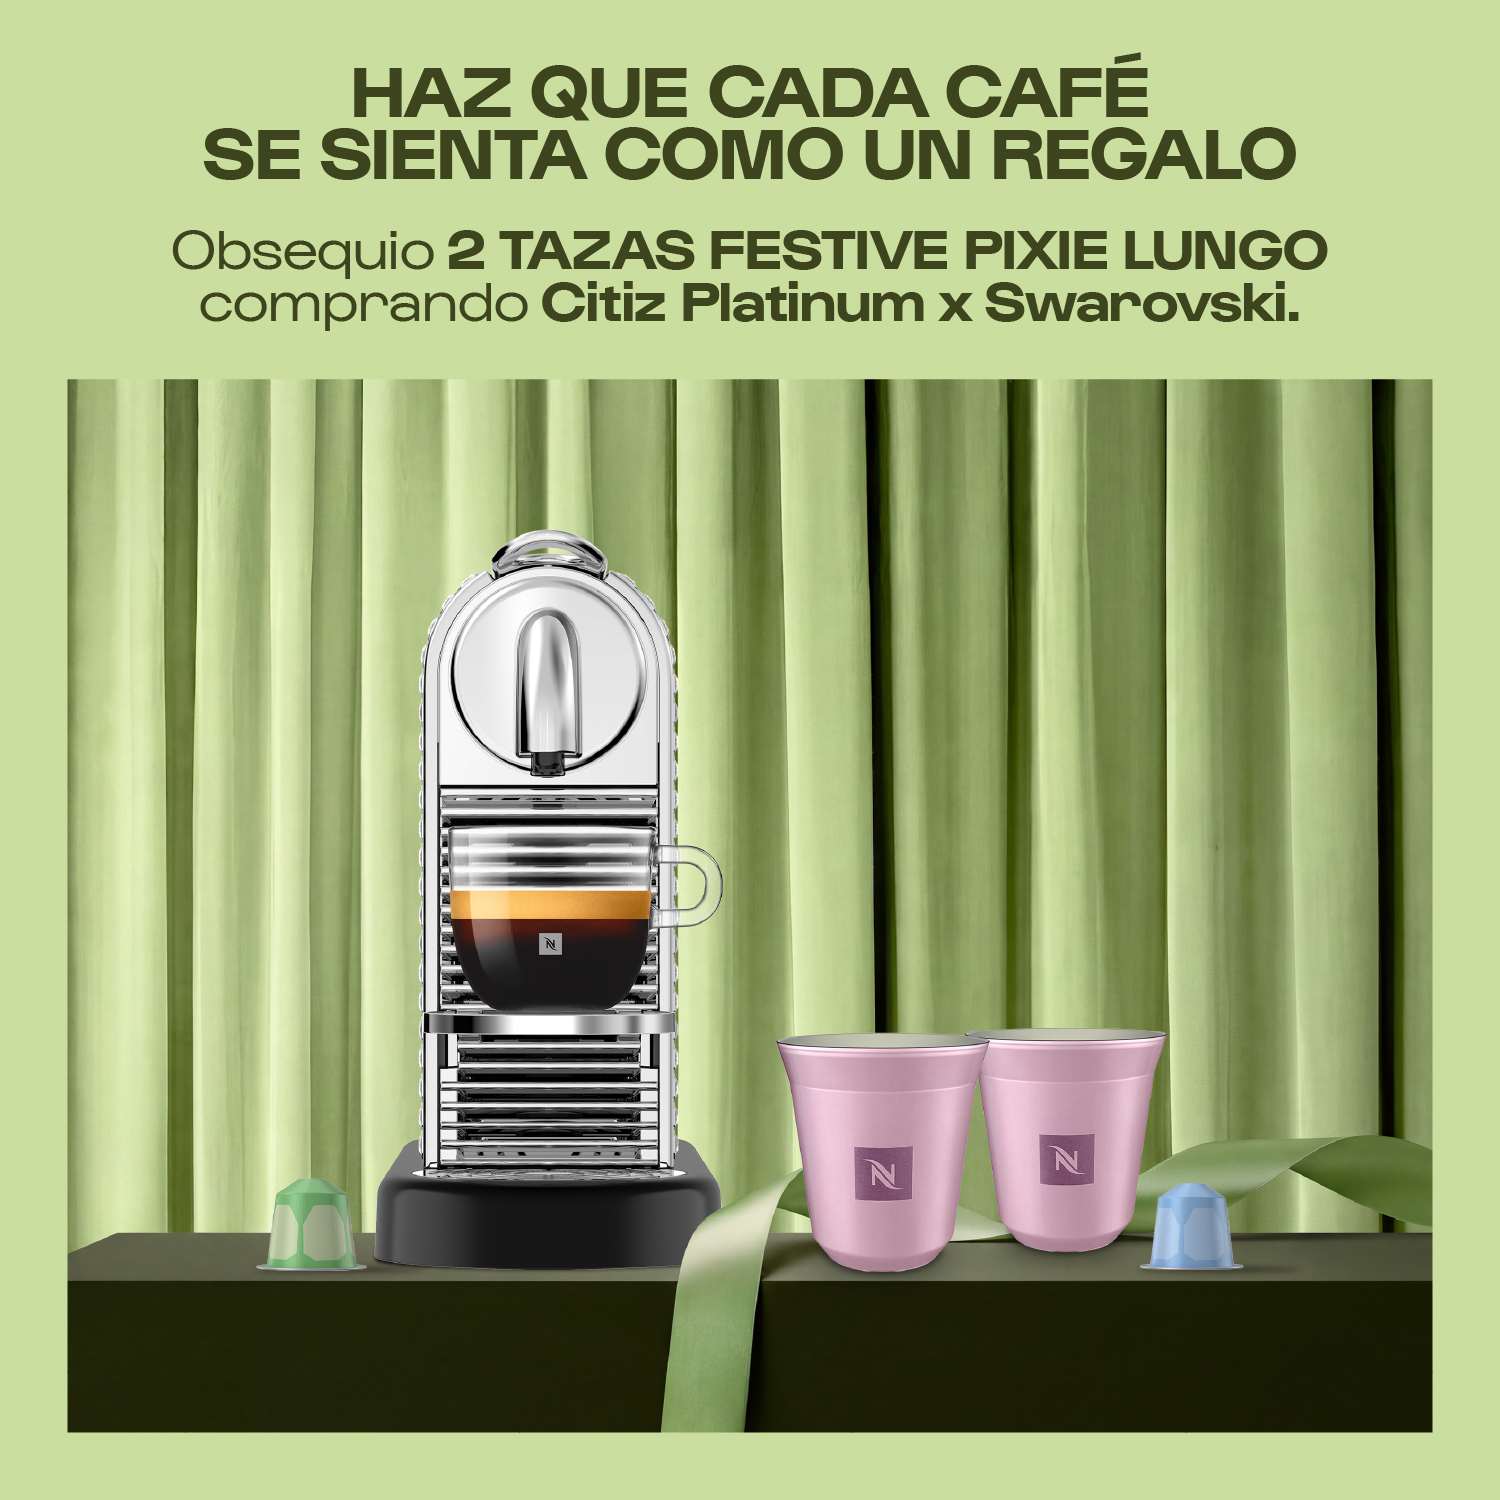 HAZ QUE CADA CAFÉ
SE SIENTA COMO UN REGALO
Obsequio 2 TAZAS FESTIVE PIXIE LUNGO
comprando Citiz Platinum x Swarovski.
N
N
N